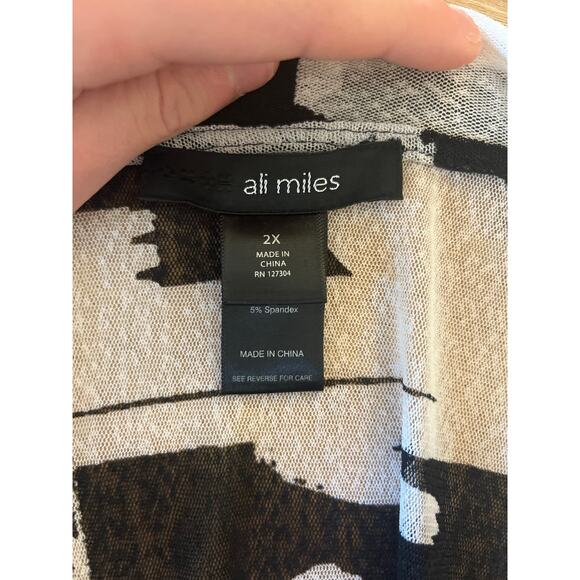 ali miles
2X
MADE IN
CHINA
RN 127304
5% Spandex
MADE IN CHINA
SEE REVERSE FOR CARE